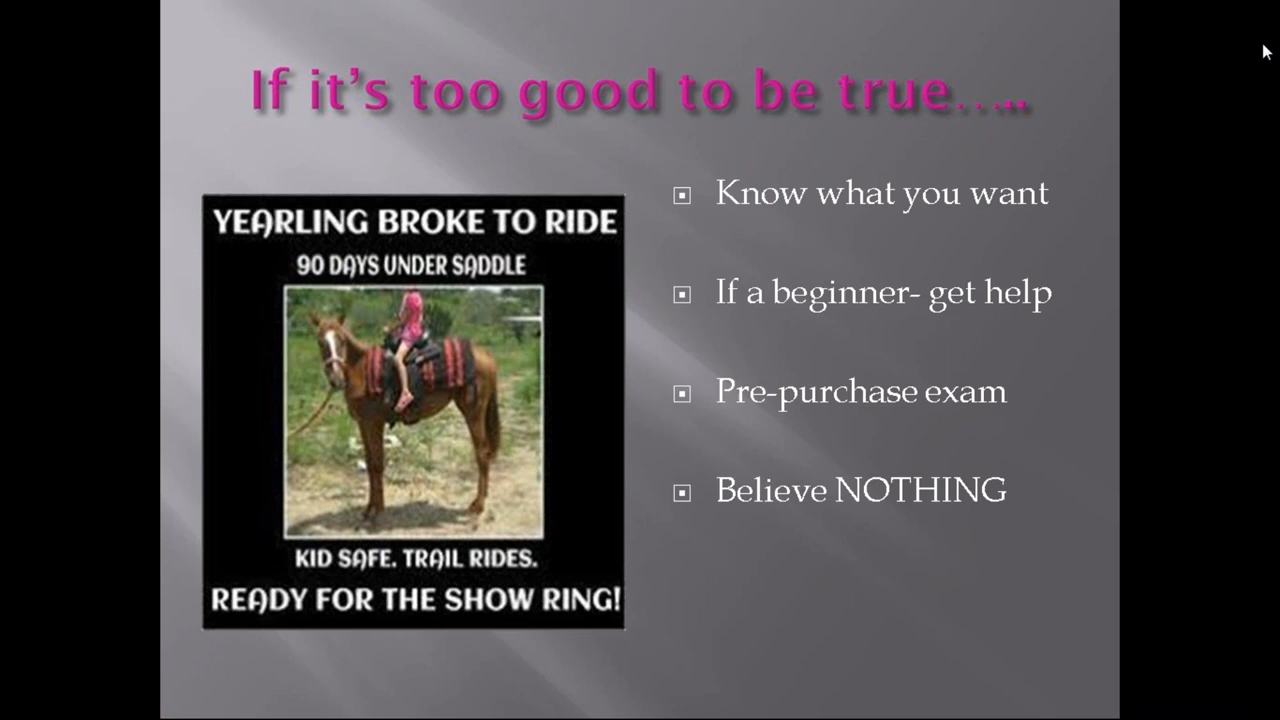 If it's too good to be true…..
YEARLING BROKE TO RIDE
90 DAYS UNDER SADDLE
KID SAFE. TRAIL RIDES.
READY FOR THE SHOW RING!
Know what you want
If a beginner- get help
Pre-purchase exam
Believe NOTHING